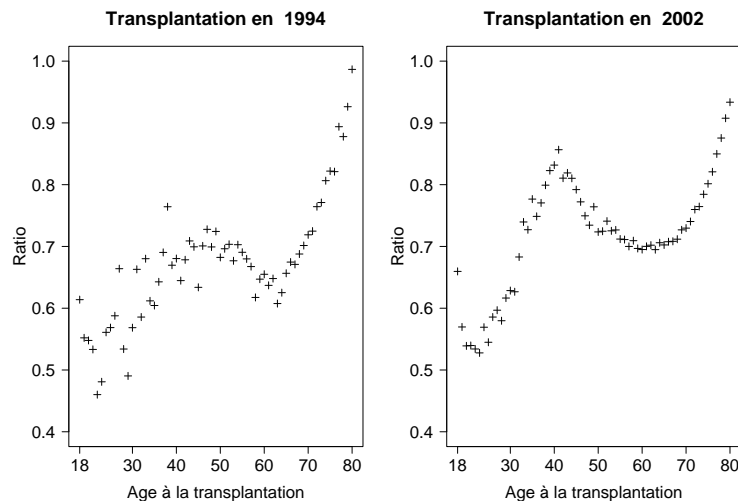 Transplantation en  1994
1.0
0.9
0.8
0.7
0.6
0.5
0.4
Ratio
18 30 40 50 60 70 80
Age à la transplantation
Transplantation en  2002
1.0
0.9
0.8
0.7
0.6
0.5
0.4
Ratio
18 30 40 50 60 70 80
Age à la transplantation